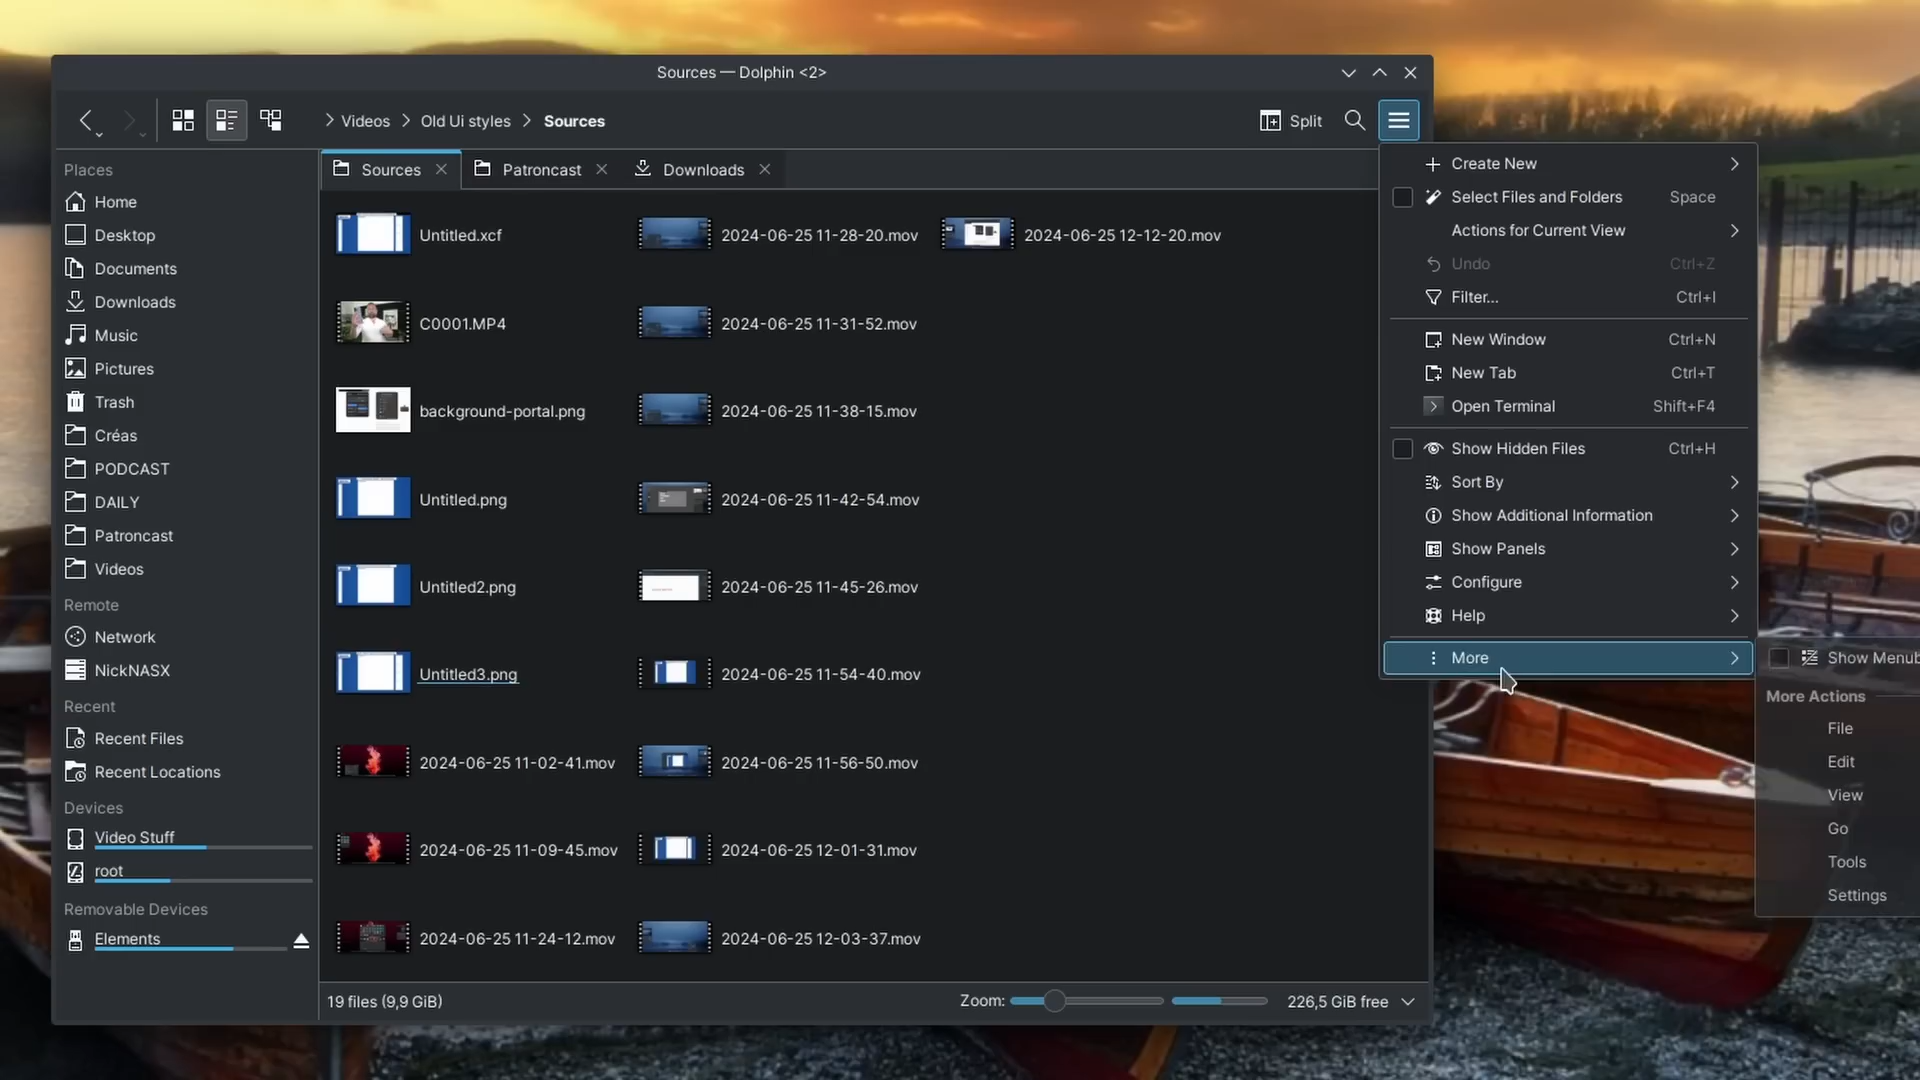 Sources — Dolphin <2>
Videos
Old Ui styles
Sources
Split
Places
Home
Desktop
Documents
Downloads
Music
Pictures
Trash
Créas
PODCAST
DAILY
Patroncast
Videos
Remote
Network
NickNASX
Recent
Recent Files
Recent Locations
Devices
Video Stuff
root
Removable Devices
Elements
Sources
Patroncast
Downloads
Untitled.xcf
C0001.MP4
background-portal.png
Untitled.png
Untitled2.png
Untitled3.png
2024-06-25 11-02-41.mov
2024-06-25 11-09-45.mov
2024-06-25 11-24-12.mov
2024-06-25 11-28-20.mov
2024-06-25 11-31-52.mov
2024-06-25 11-38-15.mov
2024-06-25 11-42-54.mov
2024-06-25 11-45-26.mov
2024-06-25 11-54-40.mov
2024-06-25 11-56-50.mov
2024-06-25 12-01-31.mov
2024-06-25 12-03-37.mov
2024-06-25 12-12-20.mov
19 files (9,9 GiB)
Zoom:
226,5 GiB free
Create New
Select Files and Folders Space
Actions for Current View
Undo Ctrl+Z
Filter... Ctrl+I
New Window Ctrl+N
New Tab Ctrl+T
Open Terminal Shift+F4
Show Hidden Files Ctrl+H
Sort By
Show Additional Information
Show Panels
Configure
Help
More
Show Menub
More Actions
File
Edit
View
Go
Tools
Settings